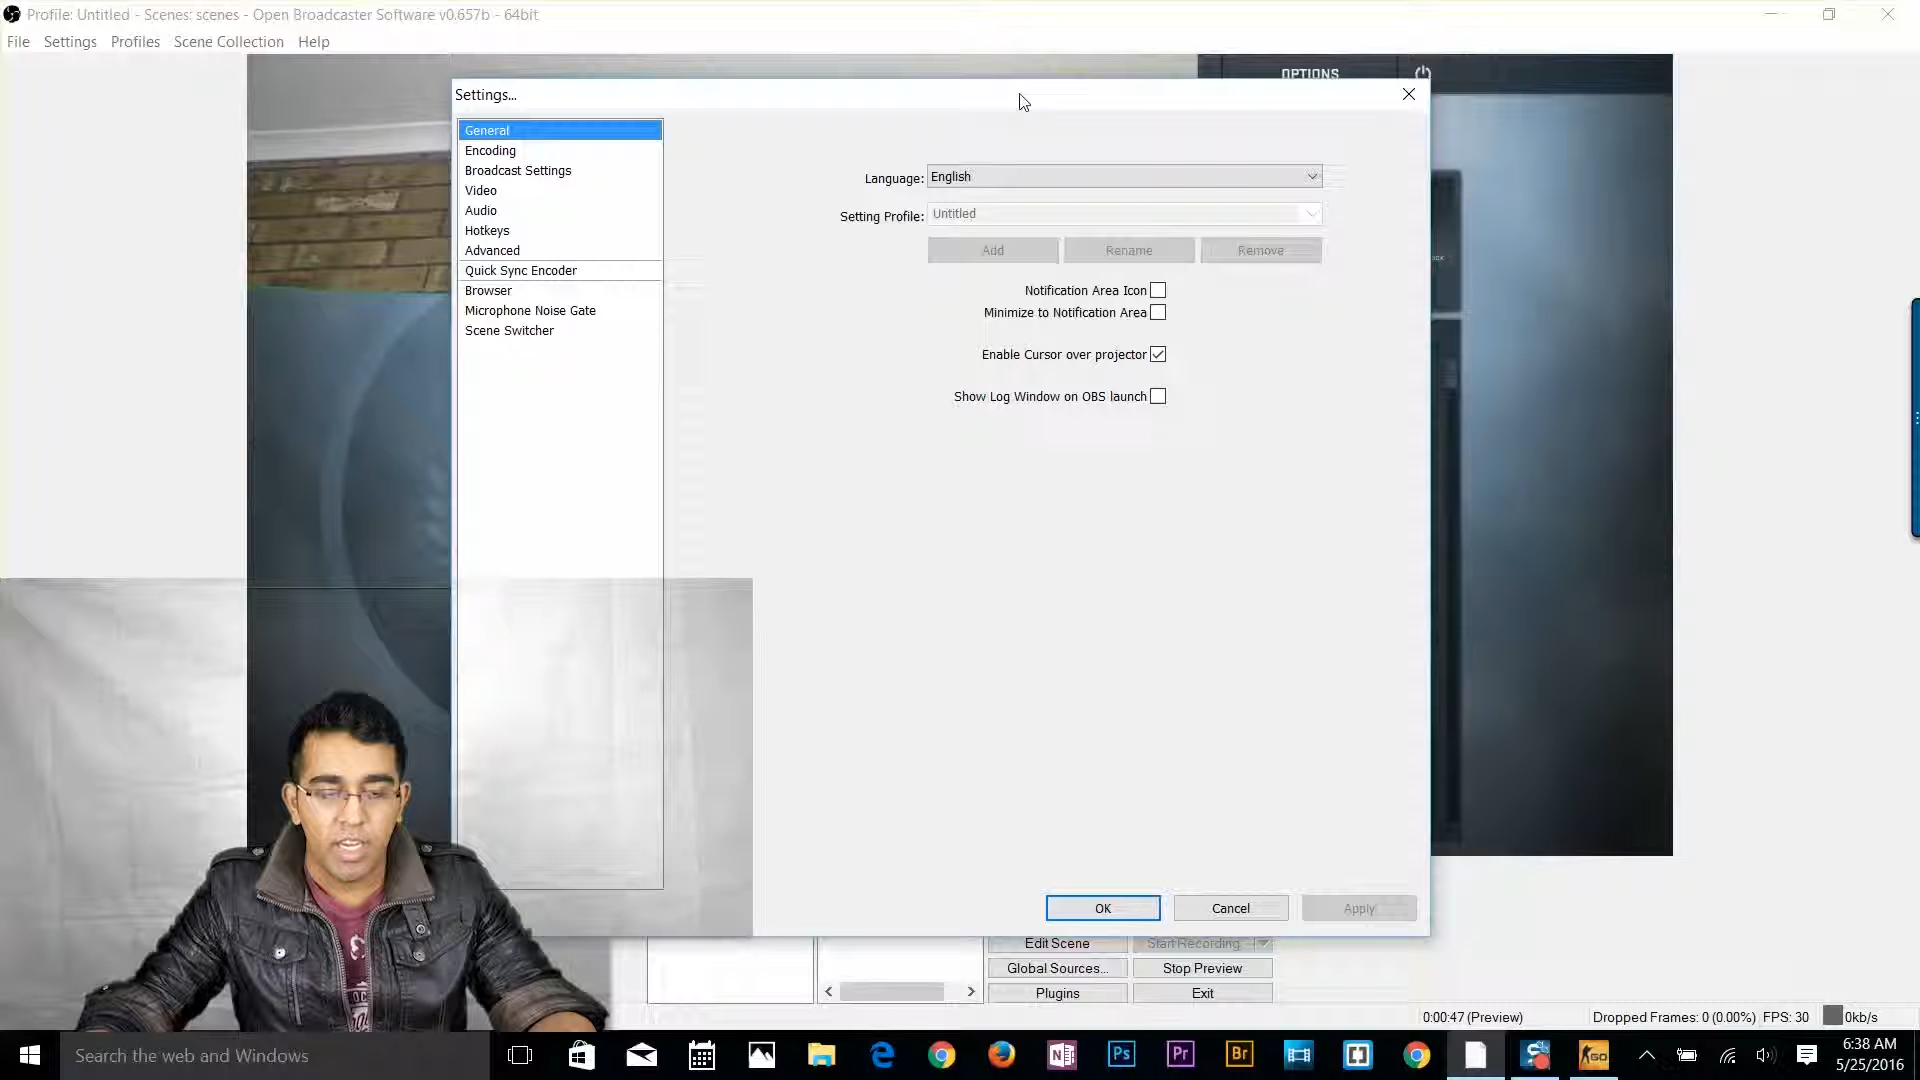 Profile: Untitled - Scenes: scenes - Open Broadcaster Software v0.657b - 64bit
File Settings Profiles Scene Collection Help
OPTIONS
Settings...
General
Encoding
Broadcast Settings
Video
Audio
Hotkeys
Advanced
Quick Sync Encoder
Browser
Microphone Noise Gate
Scene Switcher
Language: English
Setting Profile: Untitled
Add Rename Remove
Notification Area Icon
Minimize to Notification Area
Enable Cursor over projector
Show Log Window on OBS launch
OK Cancel Apply
Edit Scene Start Recording
Global Sources... Stop Preview
Plugins Exit
0:00:47 (Preview) Dropped Frames: 0 (0.00%) FPS: 30 0kb/s
Search the web and Windows
Ps Pr Br GO
6:38 AM
5/25/2016